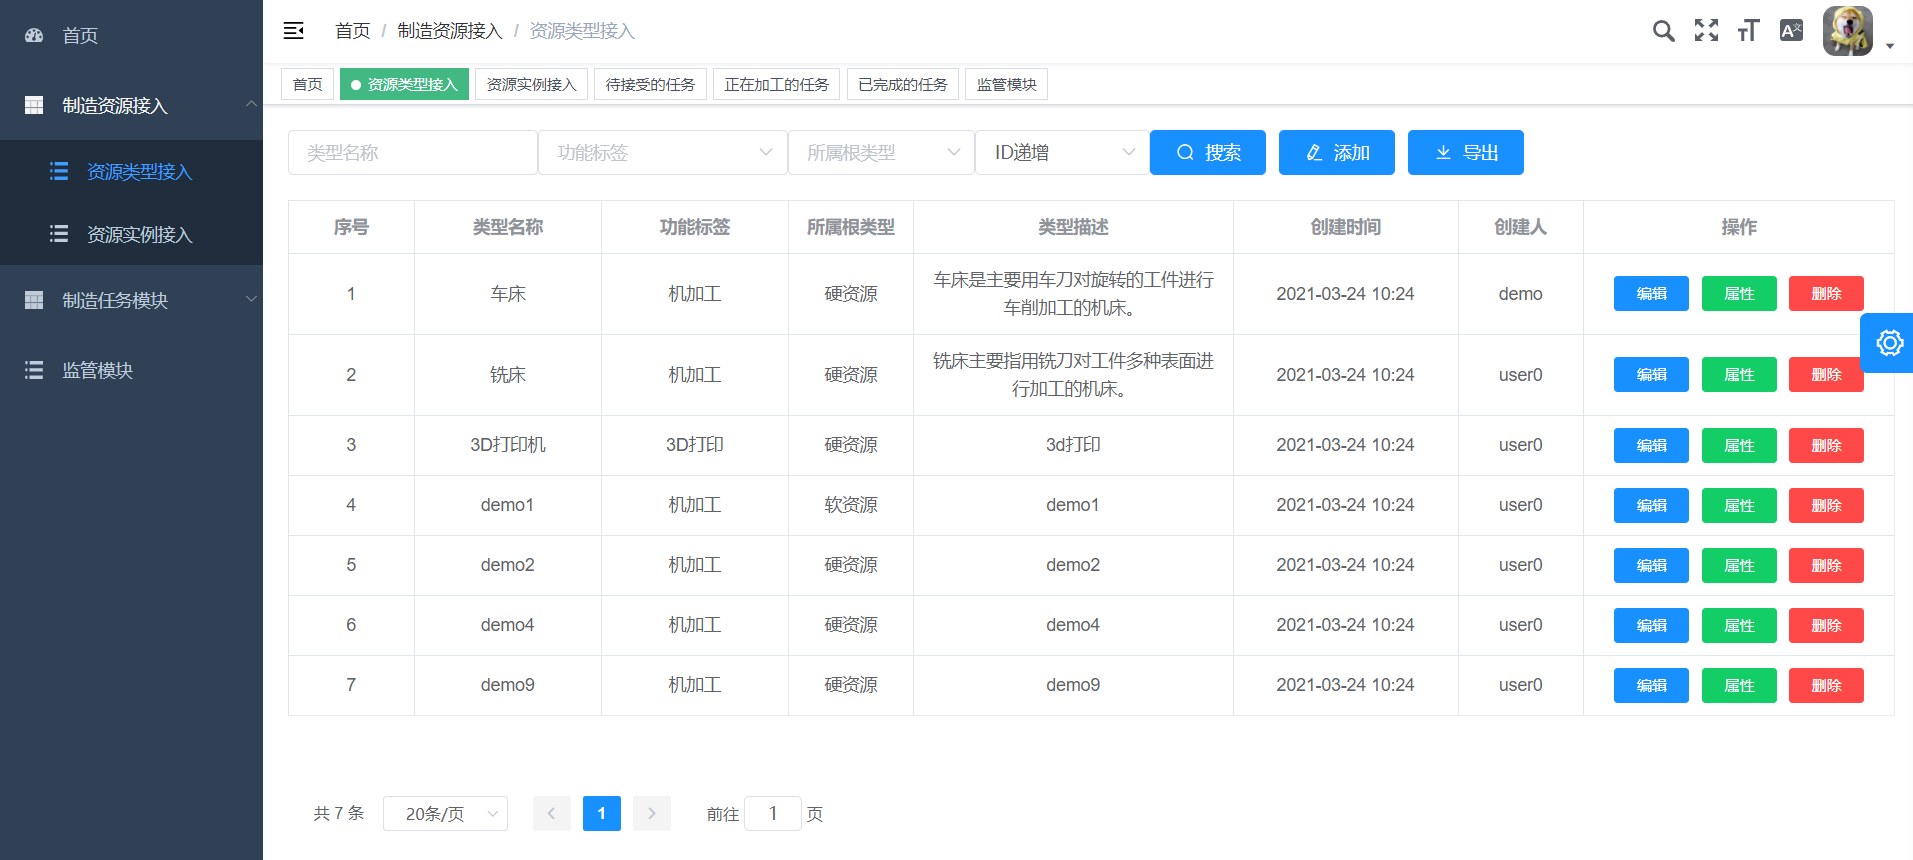 首页
制造资源接入
资源类型接入
资源实例接入
制造任务模块
监管模块
首页 / 制造资源接入 / 资源类型接入
首页 资源类型接入 资源实例接入 待接受的任务 正在加工的任务 已完成的任务 监管模块
类型名称 功能标签 所属根类型 ID递增 搜索 添加 导出
序号 类型名称 功能标签 所属根类型 类型描述 创建时间 创建人 操作
1 车床 机加工 硬资源 车床是主要用车刀对旋转的工件进行
车削加工的机床。 2021-03-24 10:24 demo 编辑 属性 删除
2 铣床 机加工 硬资源 铣床主要指用铣刀对工件多种表面进
行加工的机床。 2021-03-24 10:24 user0 编辑 属性 删除
3 3D打印机 3D打印 硬资源 3d打印 2021-03-24 10:24 user0 编辑 属性 删除
4 demo1 机加工 软资源 demo1 2021-03-24 10:24 user0 编辑 属性 删除
5 demo2 机加工 硬资源 demo2 2021-03-24 10:24 user0 编辑 属性 删除
6 demo4 机加工 硬资源 demo4 2021-03-24 10:24 user0 编辑 属性 删除
7 demo9 机加工 硬资源 demo9 2021-03-24 10:24 user0 编辑 属性 删除
共 7 条 20条/页 1 前往 1 页